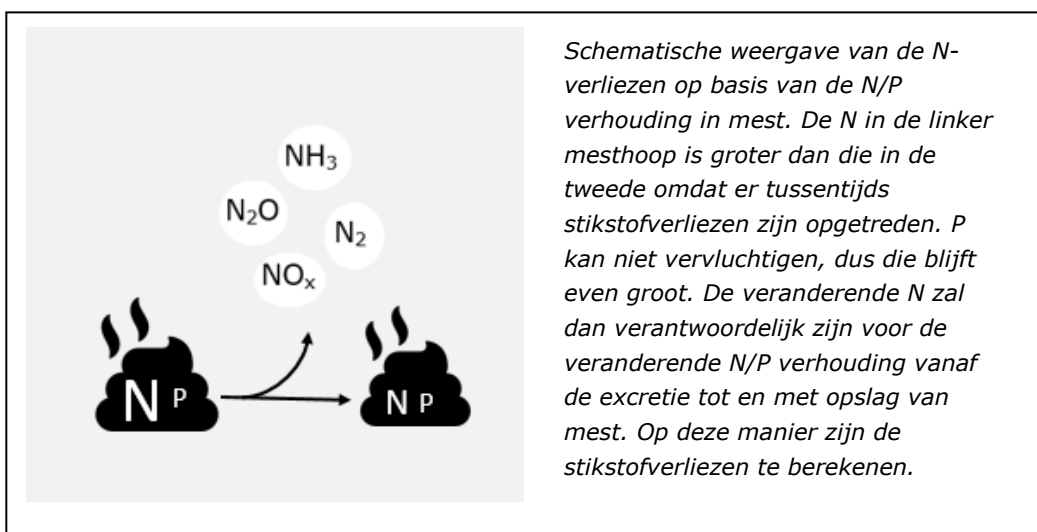 NH₃
N₂O
N₂
NOₓ
N P
N P
Schematische weergave van de N-
verliezen op basis van de N/P
verhouding in mest. De N in de linker
mesthoop is groter dan die in de
tweede omdat er tussentijds
stikstofverliezen zijn opgetreden. P
kan niet vervluchtigen, dus die blijft
even groot. De veranderende N zal
dan verantwoordelijk zijn voor de
veranderende N/P verhouding vanaf
de excretie tot en met opslag van
mest. Op deze manier zijn de
stikstofverliezen te berekenen.